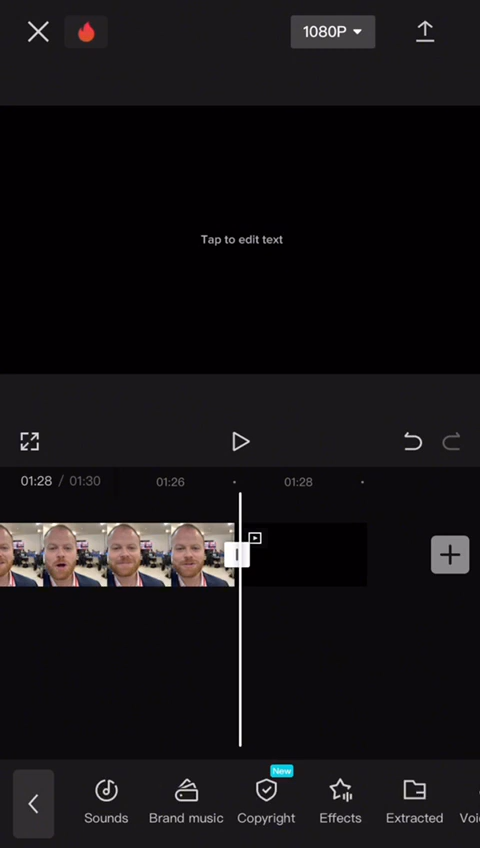 1080P
Tap to edit text
01:28 / 01:30
01:26
01:28
New
Sounds
Brand music
Copyright
Effects
Extracted